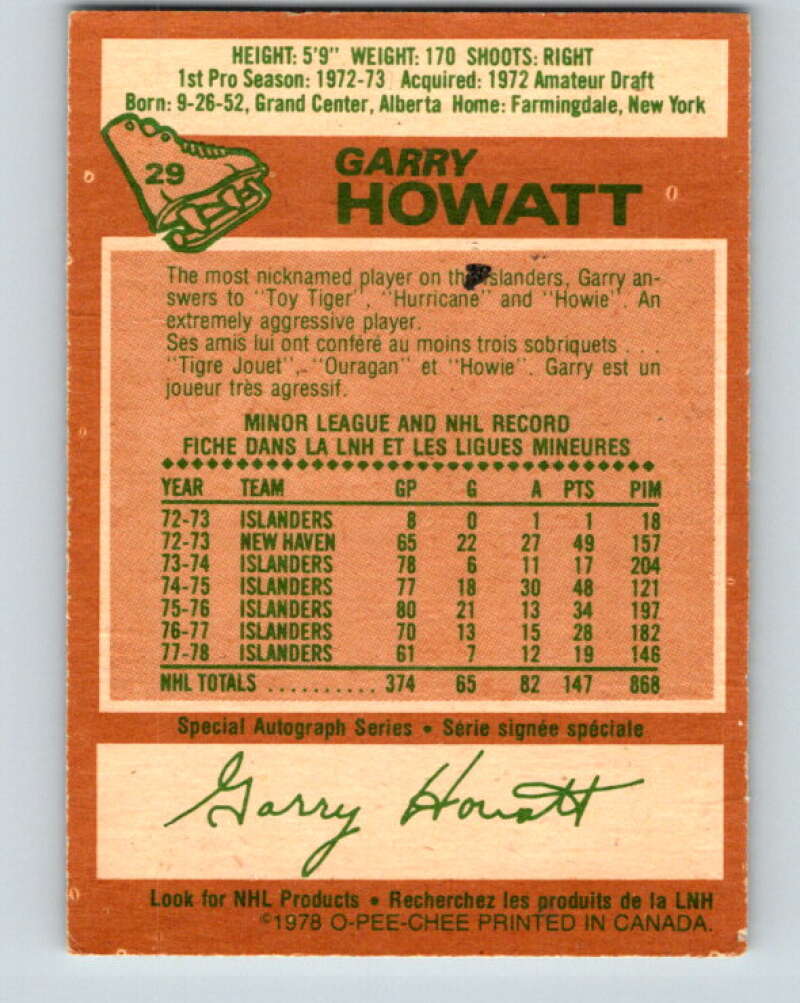 HEIGHT: 5'9" WEIGHT: 170 SHOOTS: RIGHT
1st Pro Season: 1972-73 Acquired: 1972 Amateur Draft
Born: 9-26-52, Grand Center, Alberta Home: Farmingdale, New York
29
GARRY
HOWATT
The most nicknamed player on th slanders, Garry an-
swers to "Toy Tiger", "Hurricane" and "Howie". An
extremely aggressive player.
Ses amis lui ont conféré au moins trois sobriquets . . .
"Tigre Jouet", "Ouragan" et "Howie". Garry est un
joueur très agressif.
MINOR LEAGUE AND NHL RECORD
FICHE DANS LA LNH ET LES LIGUES MINEURES
YEAR TEAM GP G A PTS PIM
72-73 ISLANDERS 8 0 1 1 18
72-73 NEW HAVEN 65 22 27 49 157
73-74 ISLANDERS 78 6 11 17 204
74-75 ISLANDERS 77 18 30 48 121
75-76 ISLANDERS 80 21 13 34 197
76-77 ISLANDERS 70 13 15 28 182
77-78 ISLANDERS 61 7 12 19 146
NHL TOTALS .......... 374 65 82 147 868
Special Autograph Series • Série signée spéciale
Garry Howatt
Look for NHL Products • Recherchez les produits de la LNH
©1978 O-PEE-CHEE PRINTED IN CANADA.